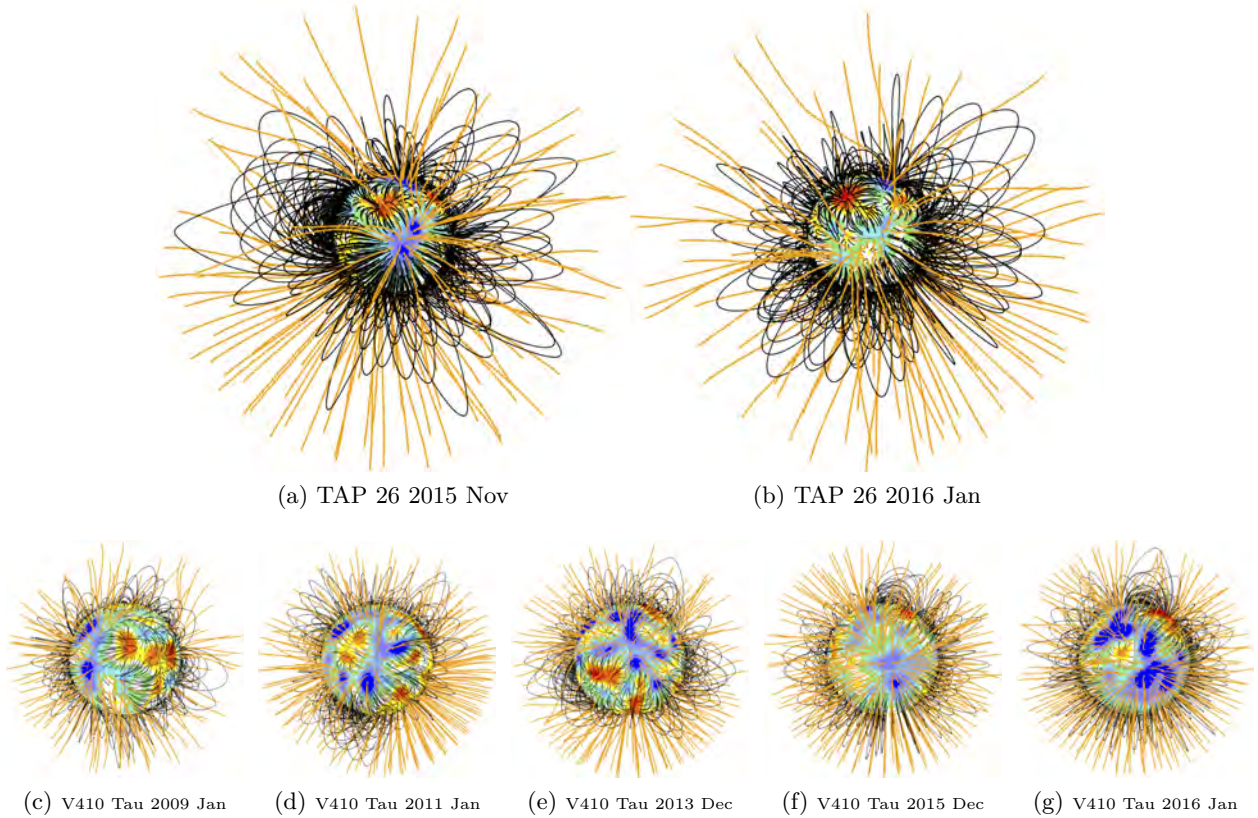 (a) TAP 26 2015 Nov
(b) TAP 26 2016 Jan
(c) V410 Tau 2009 Jan
(d) V410 Tau 2011 Jan
(e) V410 Tau 2013 Dec
(f) V410 Tau 2015 Dec
(g) V410 Tau 2016 Jan